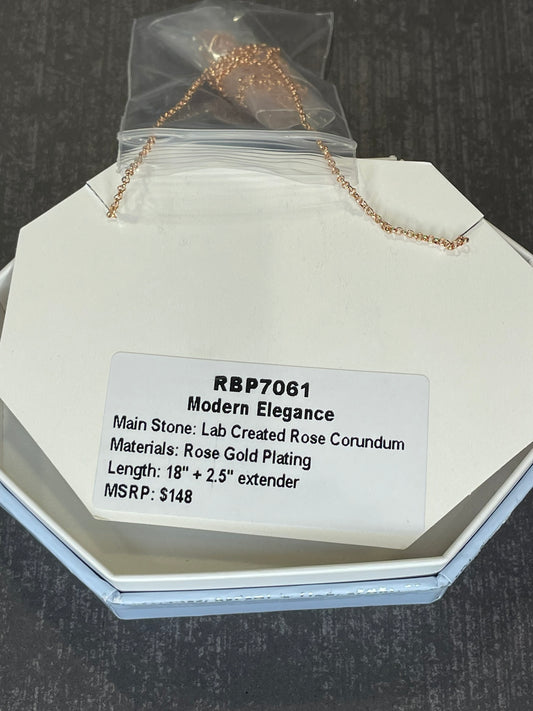 RBP7061
Modern Elegance
Main Stone: Lab Created Rose Corundum
Materials: Rose Gold Plating
Length: 18" + 2.5" extender
MSRP: $148